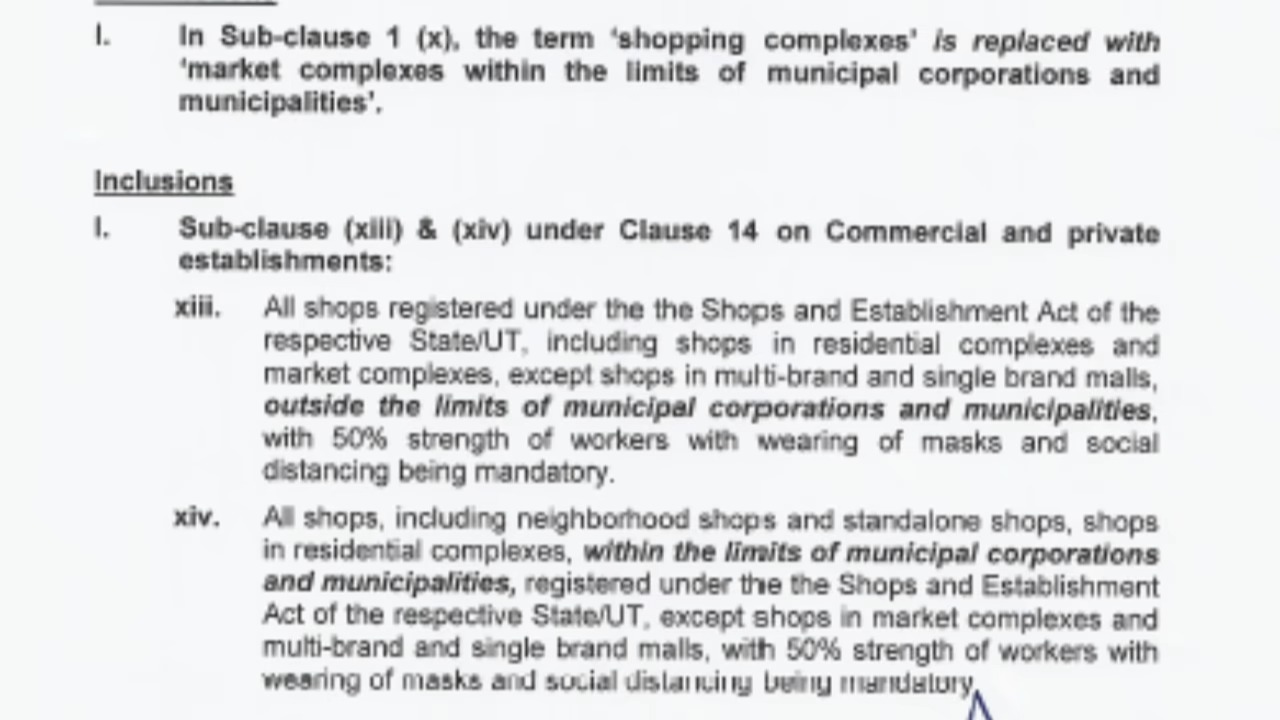 I. In Sub-clause 1 (x), the term 'shopping complexes' is replaced with
'market complexes within the limits of municipal corporations and
municipalities'.
Inclusions
I. Sub-clause (xiii) & (xiv) under Clause 14 on Commercial and private
establishments:
xiii. All shops registered under the the Shops and Establishment Act of the
respective State/UT, including shops in residential complexes and
market complexes, except shops in multi-brand and single brand malls,
outside the limits of municipal corporations and municipalities,
with 50% strength of workers with wearing of masks and social
distancing being mandatory.
xiv. All shops, including neighborhood shops and standalone shops, shops
in residential complexes, within the limits of municipal corporations
and municipalities, registered under the the Shops and Establishment
Act of the respective State/UT, except shops in market complexes and
multi-brand and single brand malls, with 50% strength of workers with
wearing of masks and social distancing being mandatory